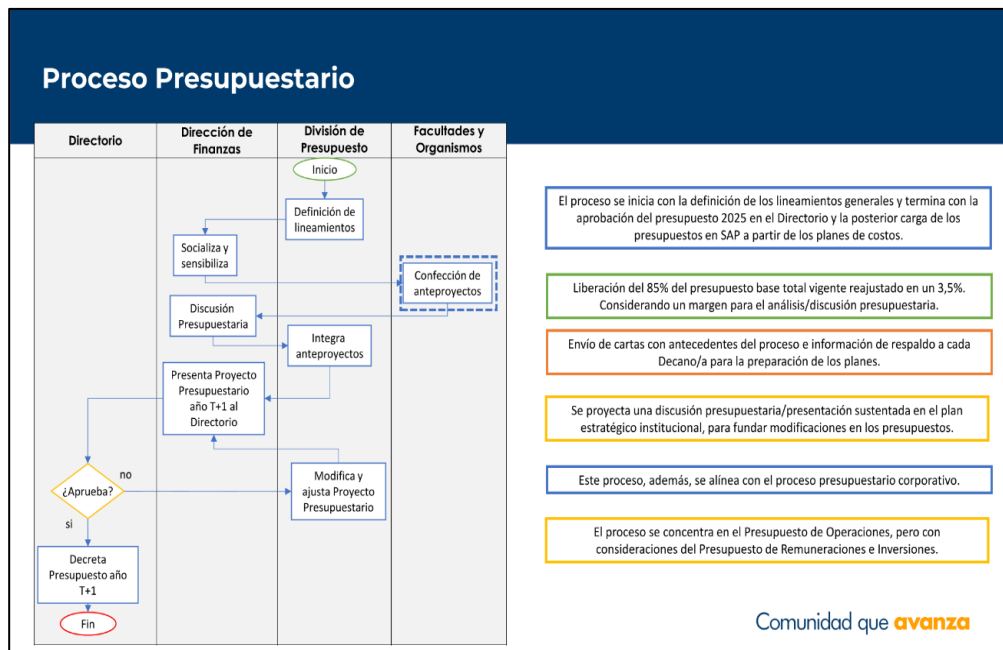 Proceso Presupuestario
Directorio
Dirección de
Finanzas
División de
Presupuesto
Facultades y
Organismos
Inicio
Definición de
lineamientos
Socializa y
sensibiliza
Confección de
anteproyectos
Discusión
Presupuestaria
Integra
anteproyectos
Presenta Proyecto
Presupuestario
año T+1 al
Directorio
¿Aprueba?
no
Modifica y
ajusta Proyecto
Presupuestario
si
Decreta
Presupuesto año
T+1
Fin
El proceso se inicia con la definición de los lineamientos generales y termina con la
aprobación del presupuesto 2025 en el Directorio y la posterior carga de los
presupuestos en SAP a partir de los planes de costos.
Liberación del 85% del presupuesto base total vigente reajustado en un 3,5%.
Considerando un margen para el análisis/discusión presupuestaria.
Envío de cartas con antecedentes del proceso e información de respaldo a cada
Decano/a para la preparación de los planes.
Se proyecta una discusión presupuestaria/presentación sustentada en el plan
estratégico institucional, para fundar modificaciones en los presupuestos.
Este proceso, además, se alínea con el proceso presupuestario corporativo.
El proceso se concentra en el Presupuesto de Operaciones, pero con
consideraciones del Presupuesto de Remuneraciones e Inversiones.
Comunidad que avanza